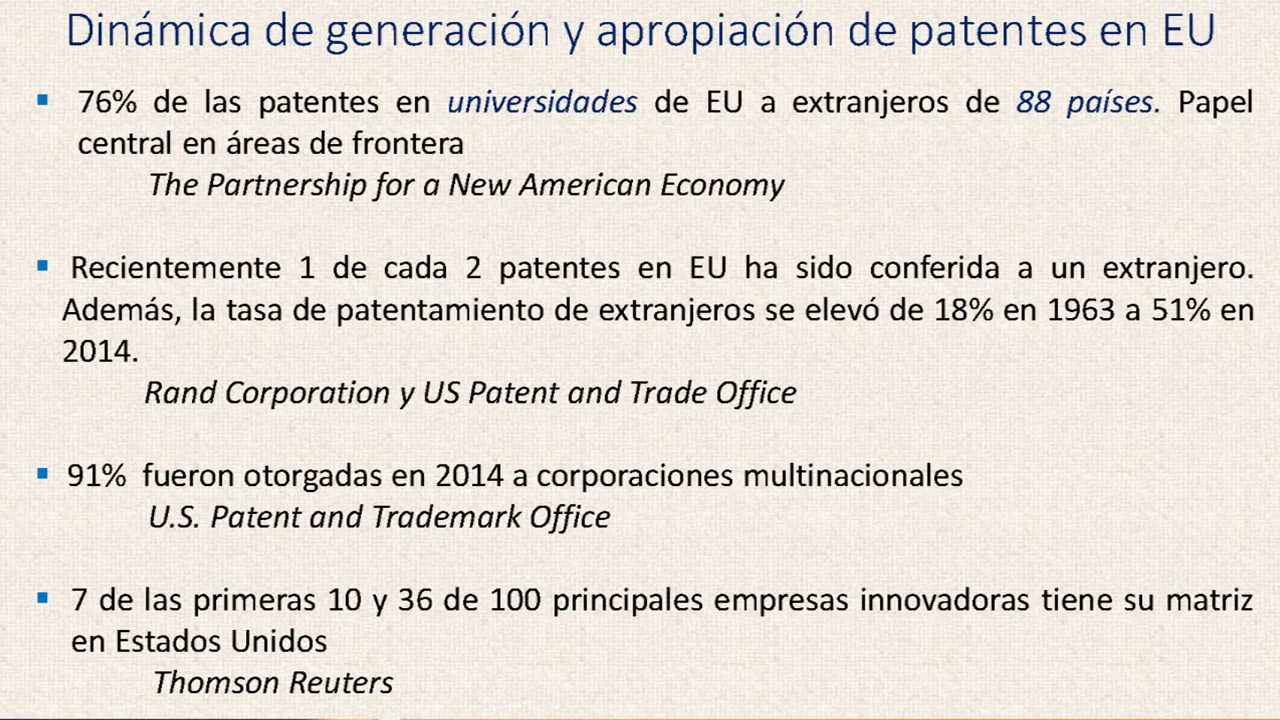 Dinámica de generación y apropiación de patentes en EU
▪ 76% de las patentes en universidades de EU a extranjeros de 88 países. Papel
central en áreas de frontera
The Partnership for a New American Economy
▪ Recientemente 1 de cada 2 patentes en EU ha sido conferida a un extranjero.
Además, la tasa de patentamiento de extranjeros se elevó de 18% en 1963 a 51% en
2014.
Rand Corporation y US Patent and Trade Office
▪ 91% fueron otorgadas en 2014 a corporaciones multinacionales
U.S. Patent and Trademark Office
▪ 7 de las primeras 10 y 36 de 100 principales empresas innovadoras tiene su matriz
en Estados Unidos
Thomson Reuters